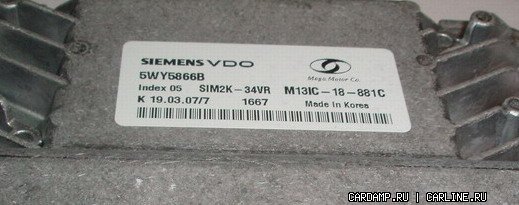 SIEMENS VDO
Mega Motor Co.
5WY5866B
Index 05 SIM2K-34VR M13IC-18-881C
K 19.03.07/7 1667 Made in Korea
CARDAMP.RU | CARLINE.RU